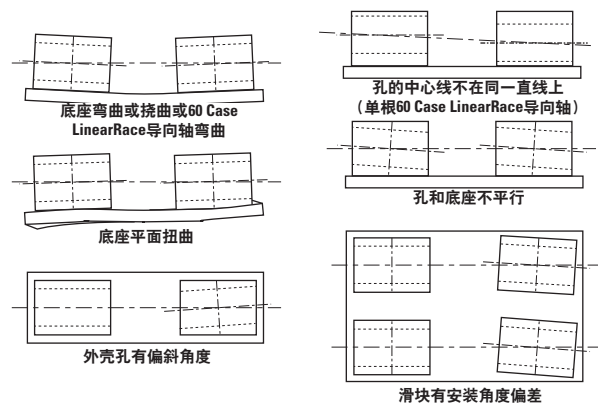 底座弯曲或挠曲或60 Case
LinearRace导向轴弯曲
底座平面扭曲
外壳孔有偏斜角度
孔的中心线不在同一直线上
（单根60 Case LinearRace导向轴）
孔和底座不平行
滑块有安装角度偏差